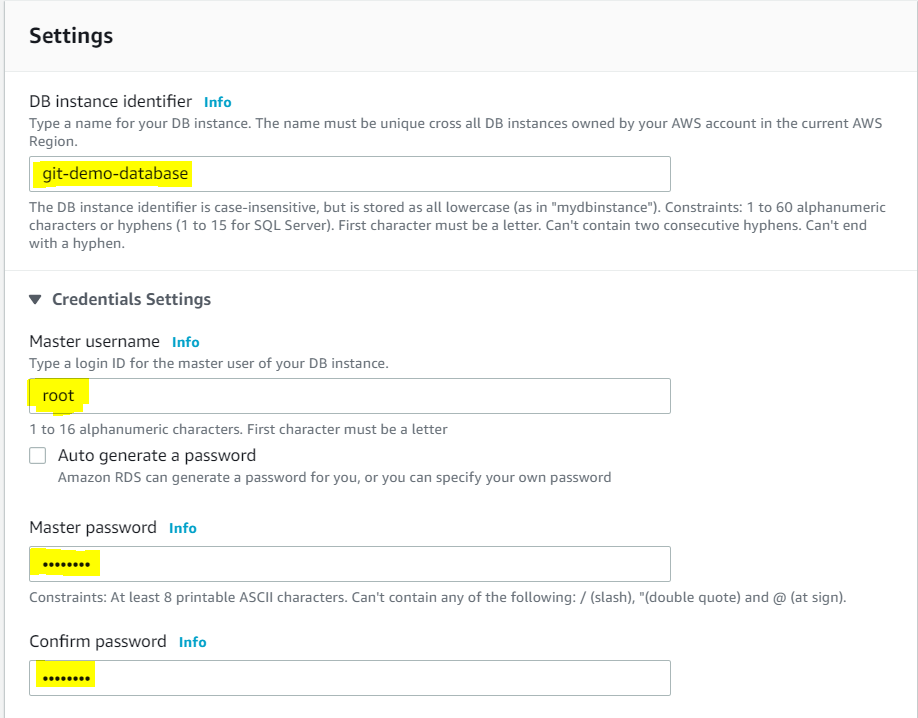 Settings
DB instance identifier Info
Type a name for your DB instance. The name must be unique cross all DB instances owned by your AWS account in the current AWS
Region.
git-demo-database
The DB instance identifier is case-insensitive, but is stored as all lowercase (as in "mydbinstance"). Constraints: 1 to 60 alphanumeric
characters or hyphens (1 to 15 for SQL Server). First character must be a letter. Can't contain two consecutive hyphens. Can't end
with a hyphen.
Credentials Settings
Master username Info
Type a login ID for the master user of your DB instance.
root
1 to 16 alphanumeric characters. First character must be a letter
Auto generate a password
Amazon RDS can generate a password for you, or you can specify your own password
Master password Info
••••••••
Constraints: At least 8 printable ASCII characters. Can't contain any of the following: / (slash), "(double quote) and @ (at sign).
Confirm password Info
••••••••